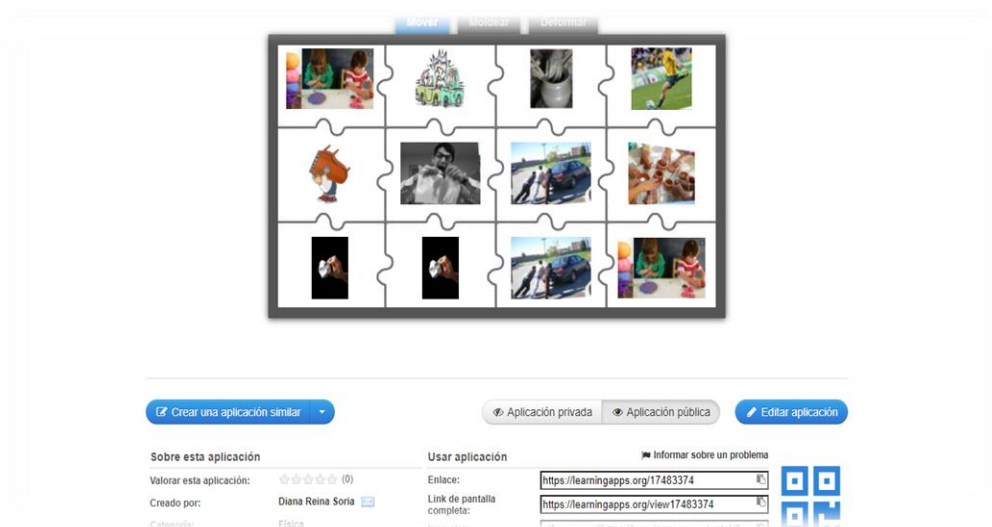 Mover Moldear Deformar
Crear una aplicación similar
Aplicación privada Aplicación pública
Editar aplicación
Sobre esta aplicación
Valorar esta aplicación: (0)
Creado por: Diana Reina Soria
Categoría: Física
Usar aplicación
Informar sobre un problema
Enlace: https://learningapps.org/17483374
Link de pantalla
completa: https://learningapps.org/view17483374